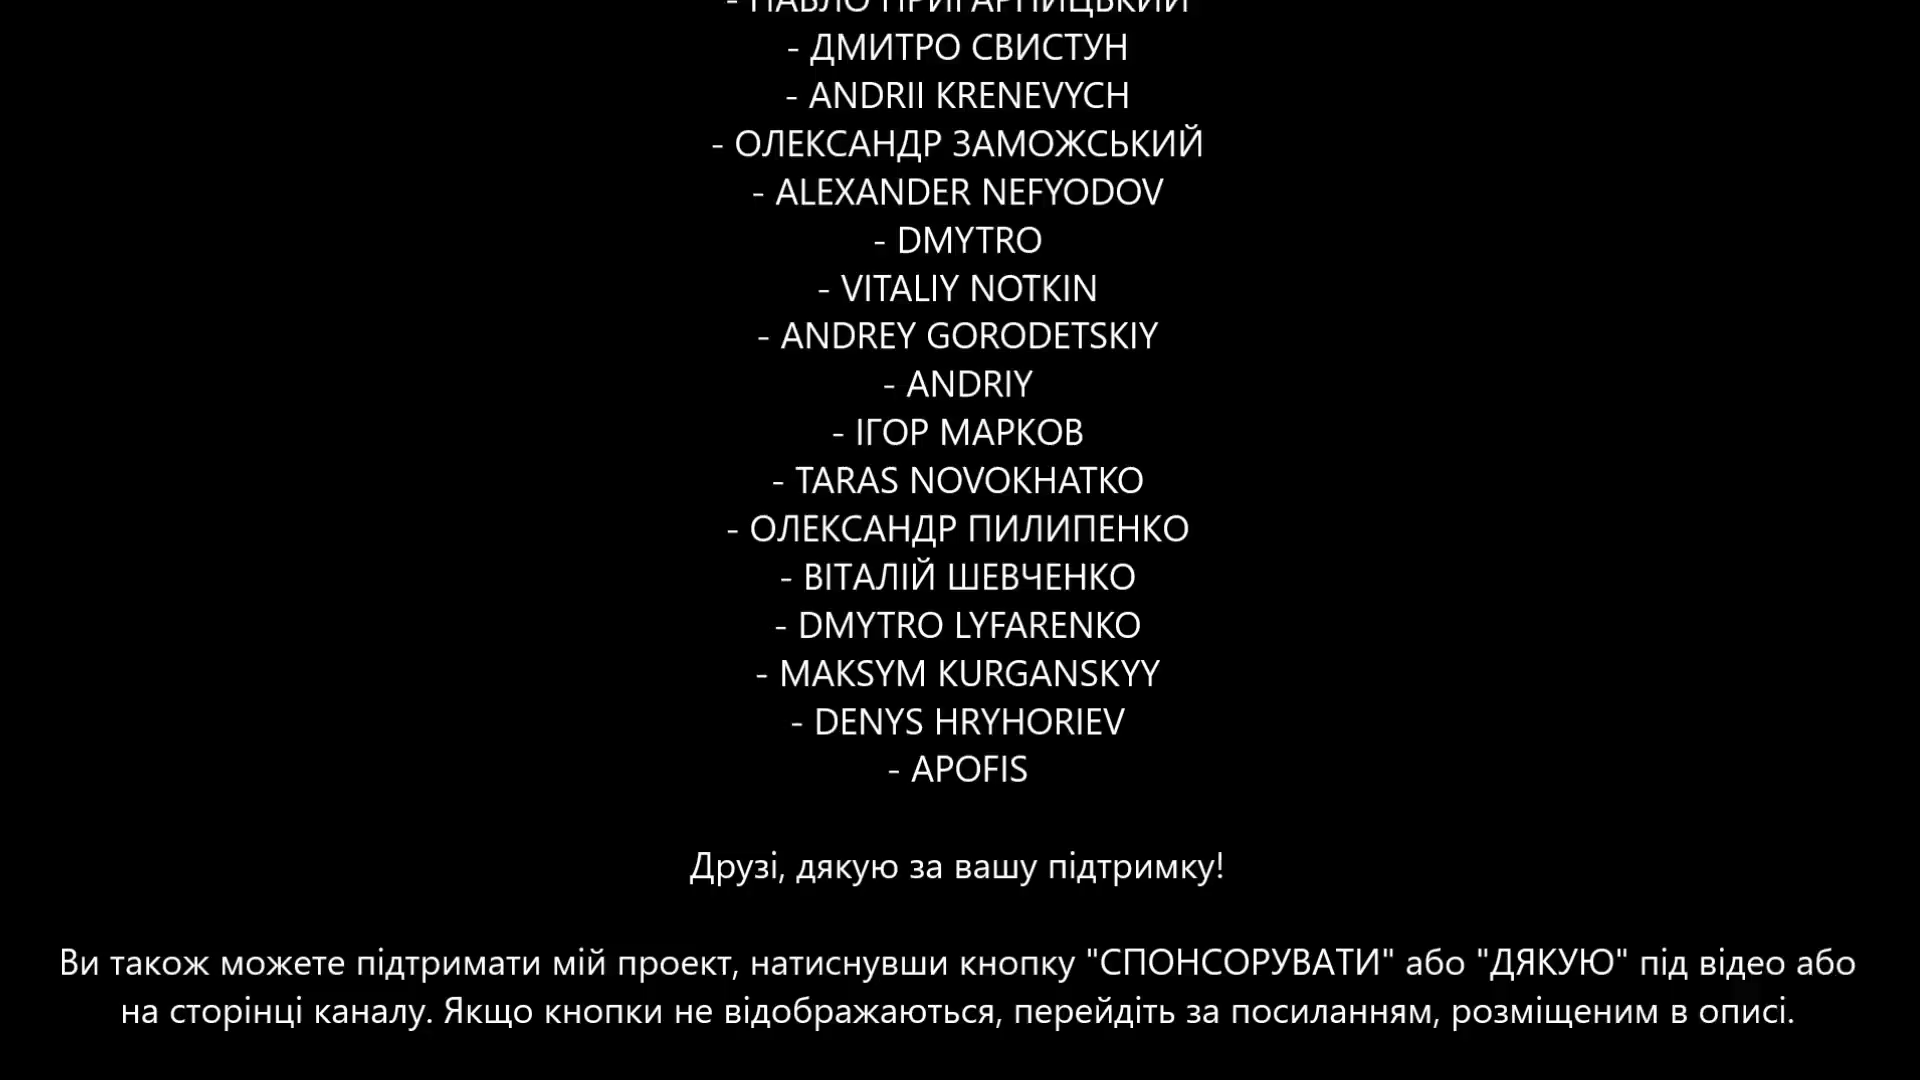 - ПАВЛО ПРИГАРНИЦЬКИЙ
- ДМИТРО СВИСТУН
- ANDRII KRENEVYCH
- ОЛЕКСАНДР ЗАМОЖСЬКИЙ
- ALEXANDER NEFYODOV
- DMYTRO
- VITALIY NOTKIN
- ANDREY GORODETSKIY
- ANDRIY
- ІГОР МАРКОВ
- TARAS NOVOKHATKO
- ОЛЕКСАНДР ПИЛИПЕНКО
- ВІТАЛІЙ ШЕВЧЕНКО
- DMYTRO LYFARENKO
- MAKSYM KURGANSKYY
- DENYS HRYHORIEV
- APOFIS
Друзі, дякую за вашу підтримку!
Ви також можете підтримати мій проект, натиснувши кнопку "СПОНСОРУВАТИ" або "ДЯКУЮ" під відео або
на сторінці каналу. Якщо кнопки не відображаються, перейдіть за посиланням, розміщеним в описі.